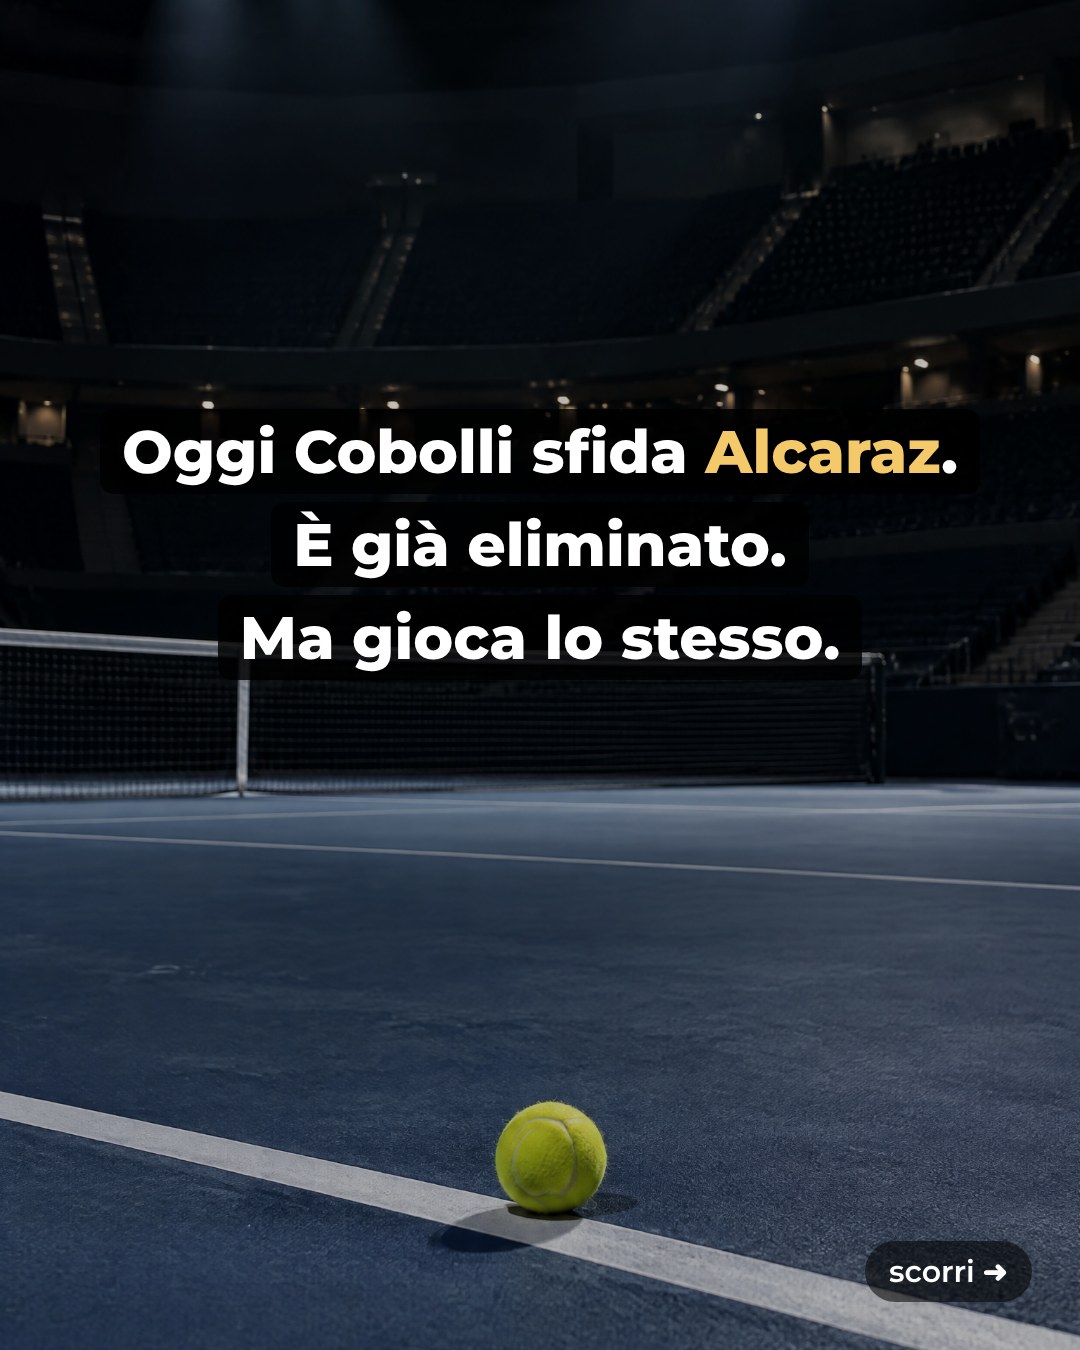 Oggi Cobolli sfida Alcaraz.
È già eliminato.
Ma gioca lo stesso.
scorri ➜